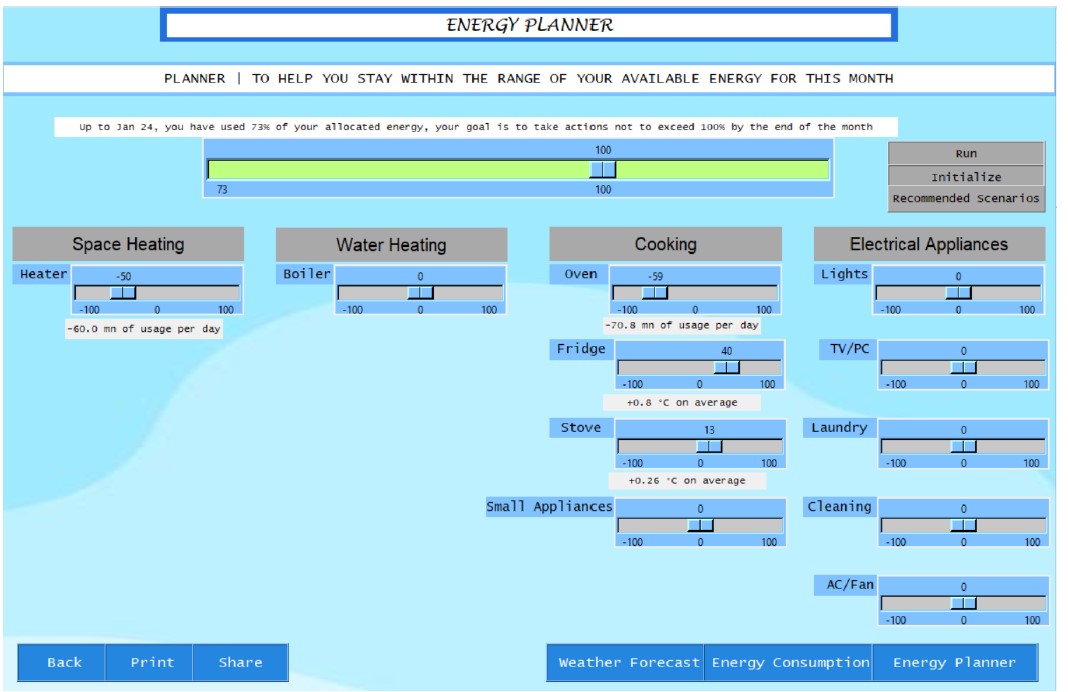 ENERGY PLANNER
PLANNER | TO HELP YOU STAY WITHIN THE RANGE OF YOUR AVAILABLE ENERGY FOR THIS MONTH
Up to Jan 24, you have used 73% of your allocated energy, your goal is to take actions not to exceed 100% by the end of the month
100
73 100
Run
Initialize
Recommended Scenarios
Space Heating
Heater
-50
-100 0 100
-60.0 mn of usage per day
Water Heating
Boiler
0
-100 0 100
Cooking
Oven
-59
-100 0 100
-70.8 mn of usage per day
Fridge
40
-100 0 100
+0.8 °C on average
Stove
13
-100 0 100
+0.26 °C on average
Small Appliances
0
-100 0 100
Electrical Appliances
Lights
0
-100 0 100
TV/PC
0
-100 0 100
Laundry
0
-100 0 100
Cleaning
0
-100 0 100
AC/Fan
0
-100 0 100
Back Print Share
Weather Forecast Energy Consumption Energy Planner